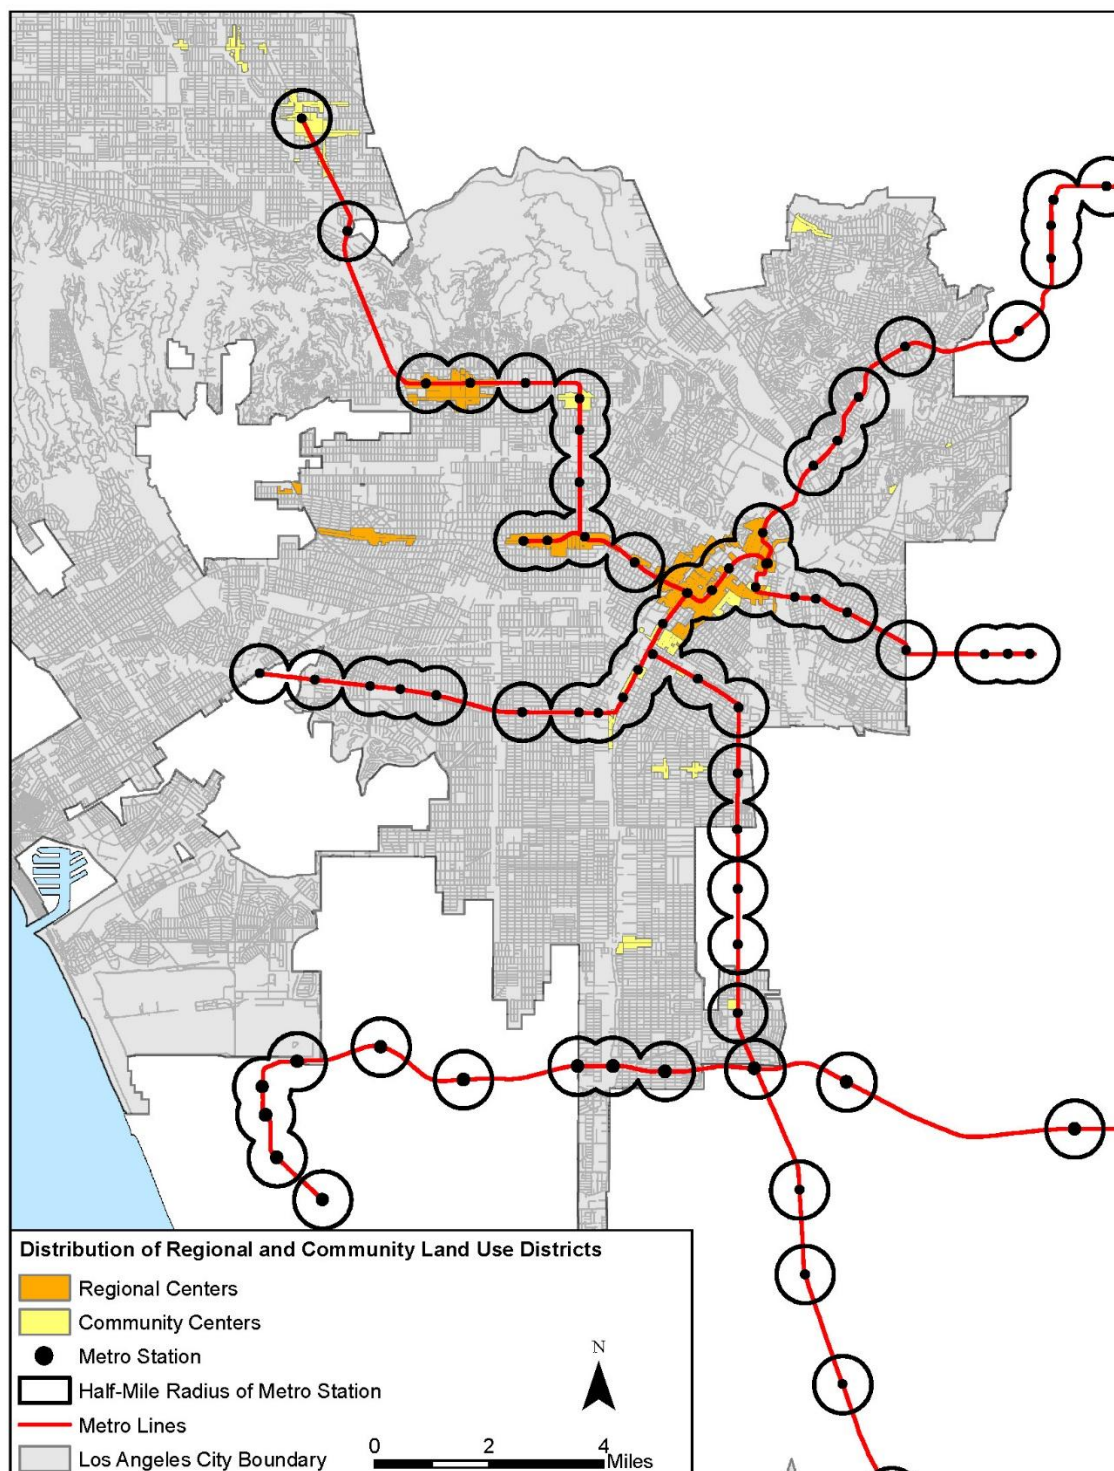 N
Distribution of Regional and Community Land Use Districts
Regional Centers
Community Centers
Metro Station
Half-Mile Radius of Metro Station
Metro Lines
Los Angeles City Boundary
0 2 4
Miles